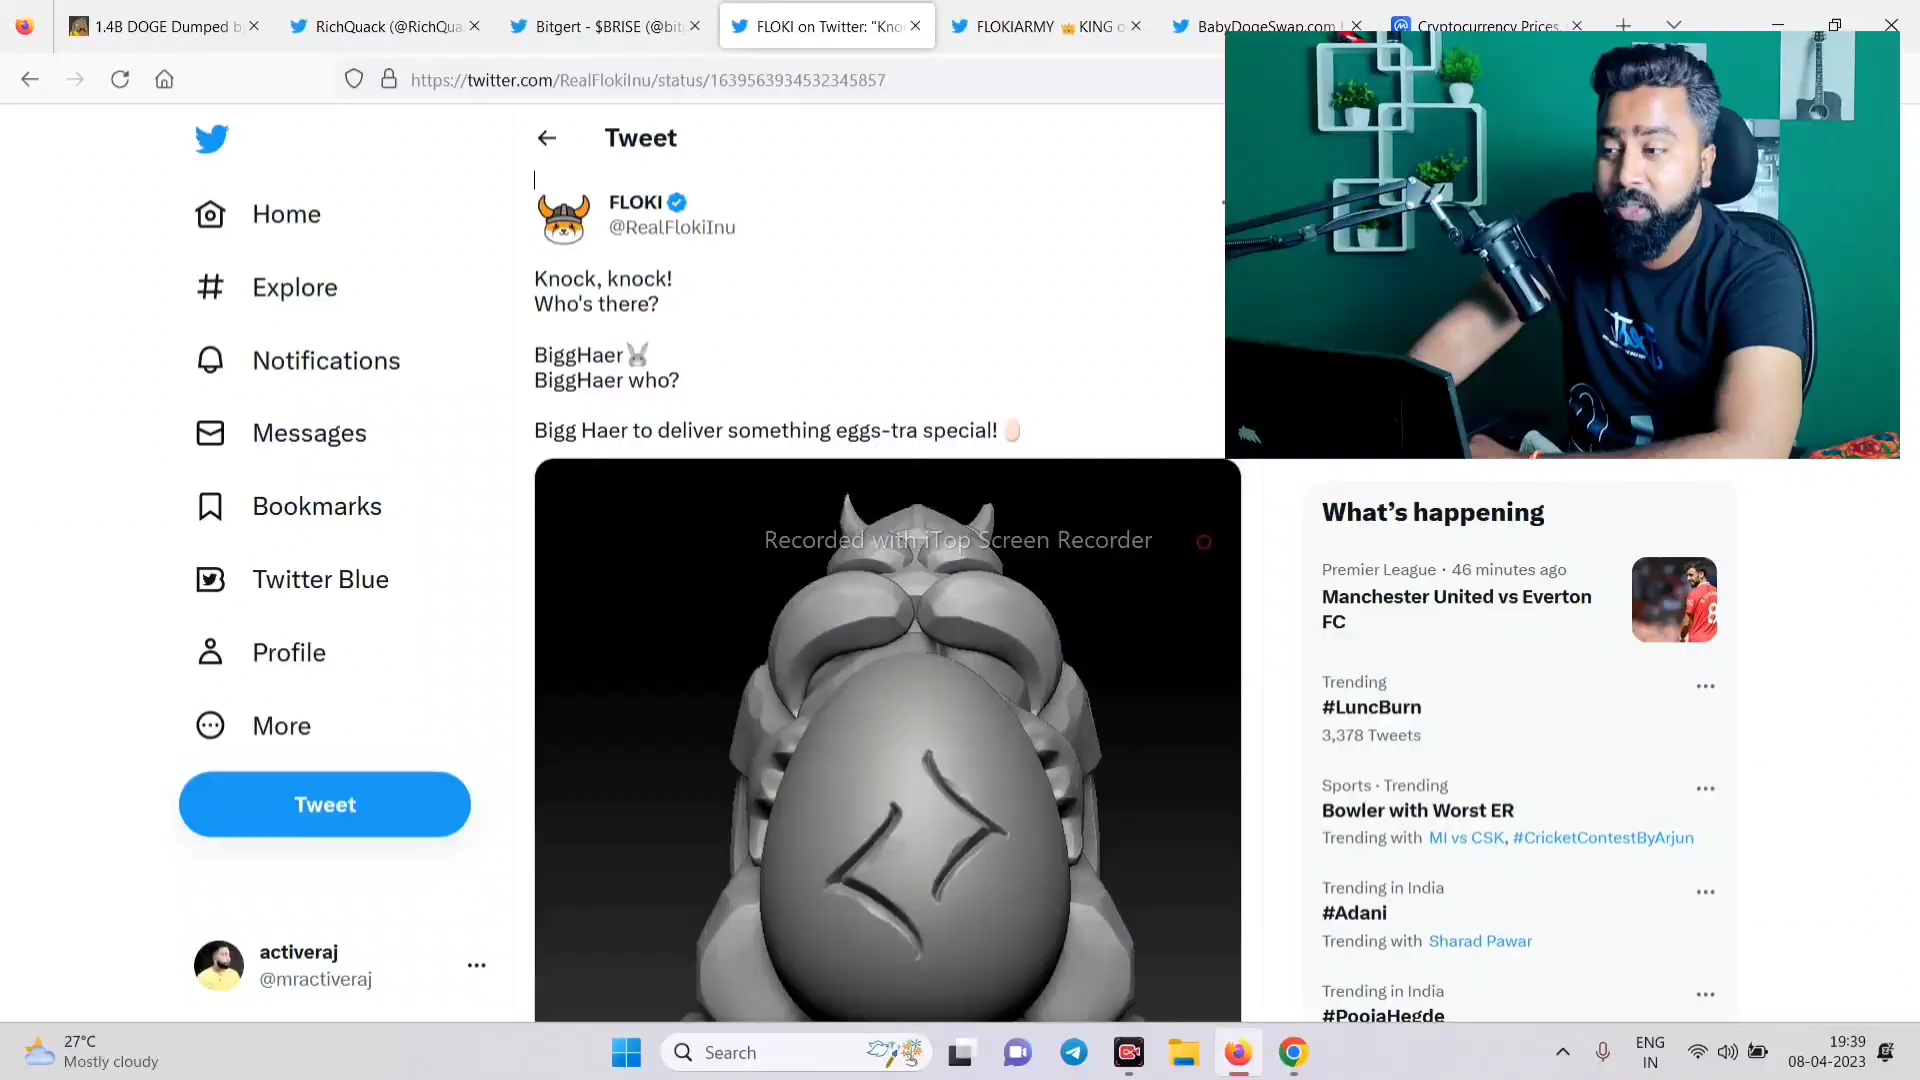 1.4B DOGE Dumped b
RichQuack (@RichQua
Bitgert - $BRISE (@bit
FLOKI on Twitter: "Kno
FLOKIARMY 👑KING o
BabyDogeSwap.com
Cryptocurrency Prices,
https://twitter.com/RealFlokiInu/status/1639563934532345857
Home
Explore
Notifications
Messages
Bookmarks
Twitter Blue
Profile
More
Tweet
activeraj
@mractiveraj
Tweet
FLOKI
@RealFlokiInu
Knock, knock!
Who's there?
BiggHaer🐰
BiggHaer who?
Bigg Haer to deliver something eggs-tra special!🥚
Recorded with iTop Screen Recorder
What's happening
Premier League · 46 minutes ago
Manchester United vs Everton
FC
Trending
#LuncBurn
3,378 Tweets
Sports · Trending
Bowler with Worst ER
Trending with MI vs CSK, #CricketContestByArjun
Trending in India
#Adani
Trending with Sharad Pawar
Trending in India
#PoojaHegde
27°C
Mostly cloudy
Search
ENG
IN
19:39
08-04-2023